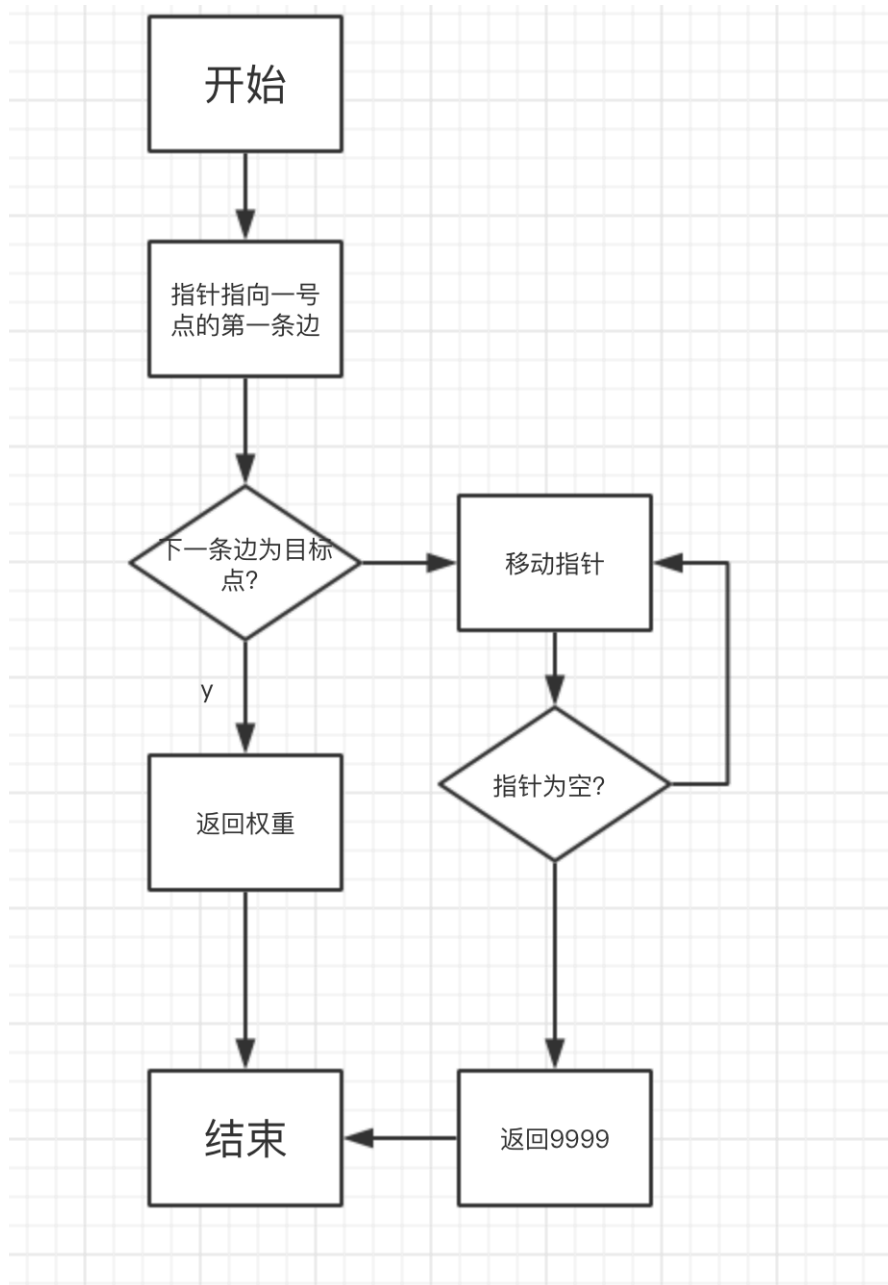 开始
指针指向一号
点的第一条边
下一条边为目标
点?
移动指针
y
指针为空?
返回权重
结束
返回9999